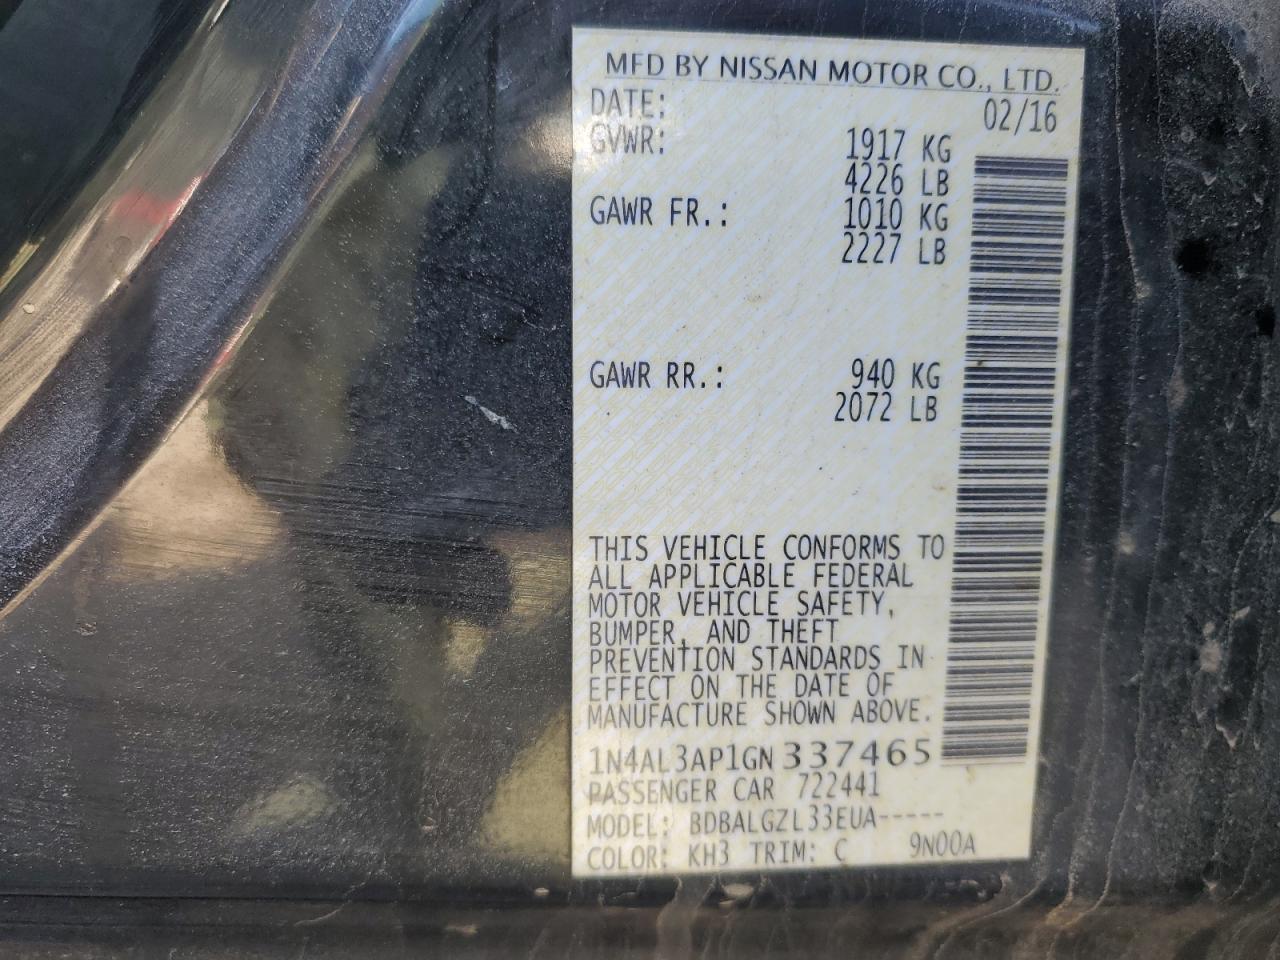 MFD BY NISSAN MOTOR CO., LTD.
DATE: 02/16
GVWR: 1917 KG
4226 LB
GAWR FR.: 1010 KG
2227 LB
GAWR RR.: 940 KG
2072 LB
THIS VEHICLE CONFORMS TO
ALL APPLICABLE FEDERAL
MOTOR VEHICLE SAFETY,
BUMPER, AND THEFT
PREVENTION STANDARDS IN
EFFECT ON THE DATE OF
MANUFACTURE SHOWN ABOVE.
1N4AL3AP1GN 337465
PASSENGER CAR 722441
MODEL: BDBALGZL33EUA-----
COLOR: KH3 TRIM: C 9N00A